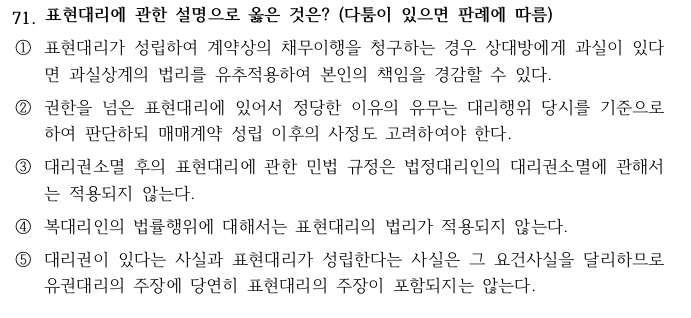 71. 표현대리에 관한 설명으로 옳은 것은? (다툼이 있으면 판례에 따름)
① 표현대리가 성립하여 계약상의 채무이행을 청구하는 경우 상대방에게 과실이 있다
면 과실상계의 법리를 유추적용하여 본인의 책임을 경감할 수 있다.
② 권한을 넘은 표현대리에 있어서 정당한 이유의 유무는 대리행위 당시를 기준으로
하여 판단하되 매매계약 성립 이후의 사정도 고려하여야 한다.
③ 대리권소멸 후의 표현대리에 관한 민법 규정은 법정대리인의 대리권소멸에 관해서
는 적용되지 않는다.
④ 복대리인의 법률행위에 대해서는 표현대리의 법리가 적용되지 않는다.
⑤ 대리권이 있다는 사실과 표현대리가 성립한다는 사실은 그 요건사실을 달리하므로
유권대리의 주장에 당연히 표현대리의 주장이 포함되지는 않는다.